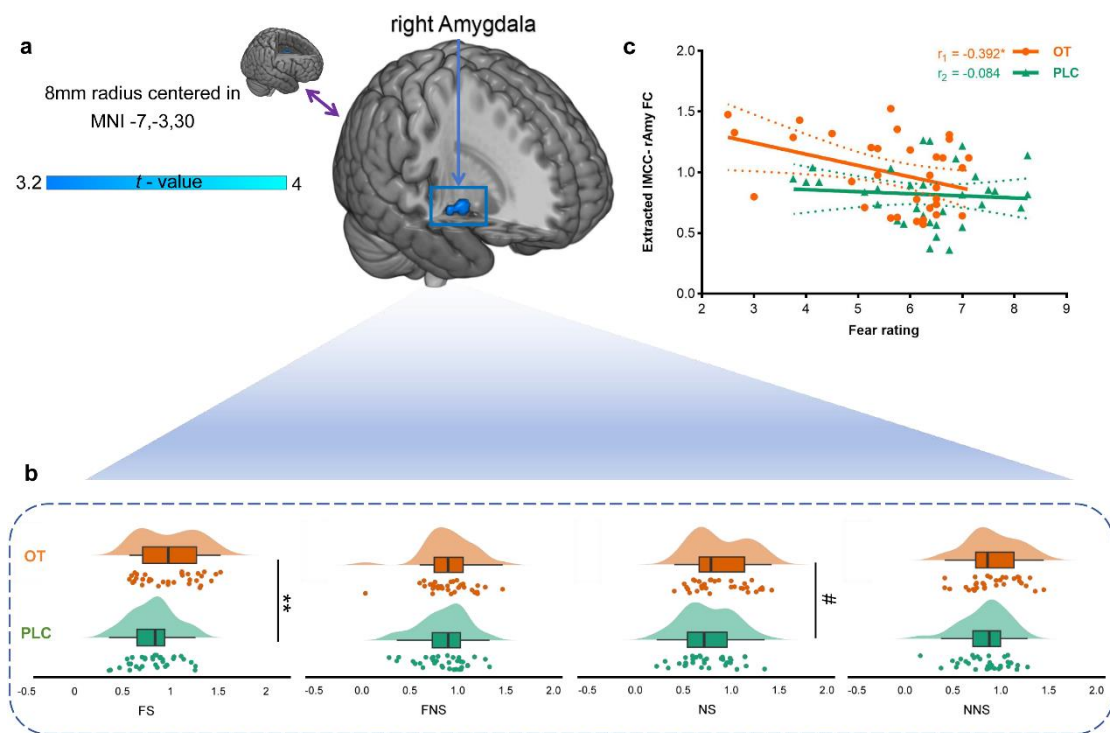 a
right Amygdala
8mm radius centered in
MNI -7,-3,30
3.2 t - value 4
c
r1 = -0.392* OT
r2 = -0.084 PLC
Extracted IMCC- rAmy FC
2.0
1.5
1.0
0.5
0.0
2 3 4 5 6 7 8 9
Fear rating
b
OT
PLC
**
#
-0.5 0 0.5 1 1.5 2
FS
-0.5 0.0 0.5 1.0 1.5 2.0
FNS
-0.5 0.0 0.5 1.0 1.5 2.0
NS
-0.5 0.0 0.5 1.0 1.5 2.0
NNS